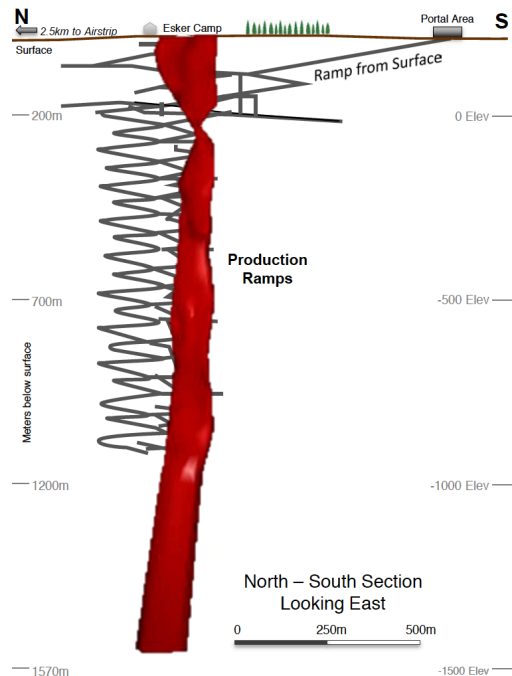 N
S
2.5km to Airstrip
Esker Camp
Portal Area
Surface
Ramp from Surface
200m
0 Elev
Production
Ramps
700m
-500 Elev
Meters below surface
1200m
-1000 Elev
North – South Section
Looking East
0 250m 500m
1570m
-1500 Elev